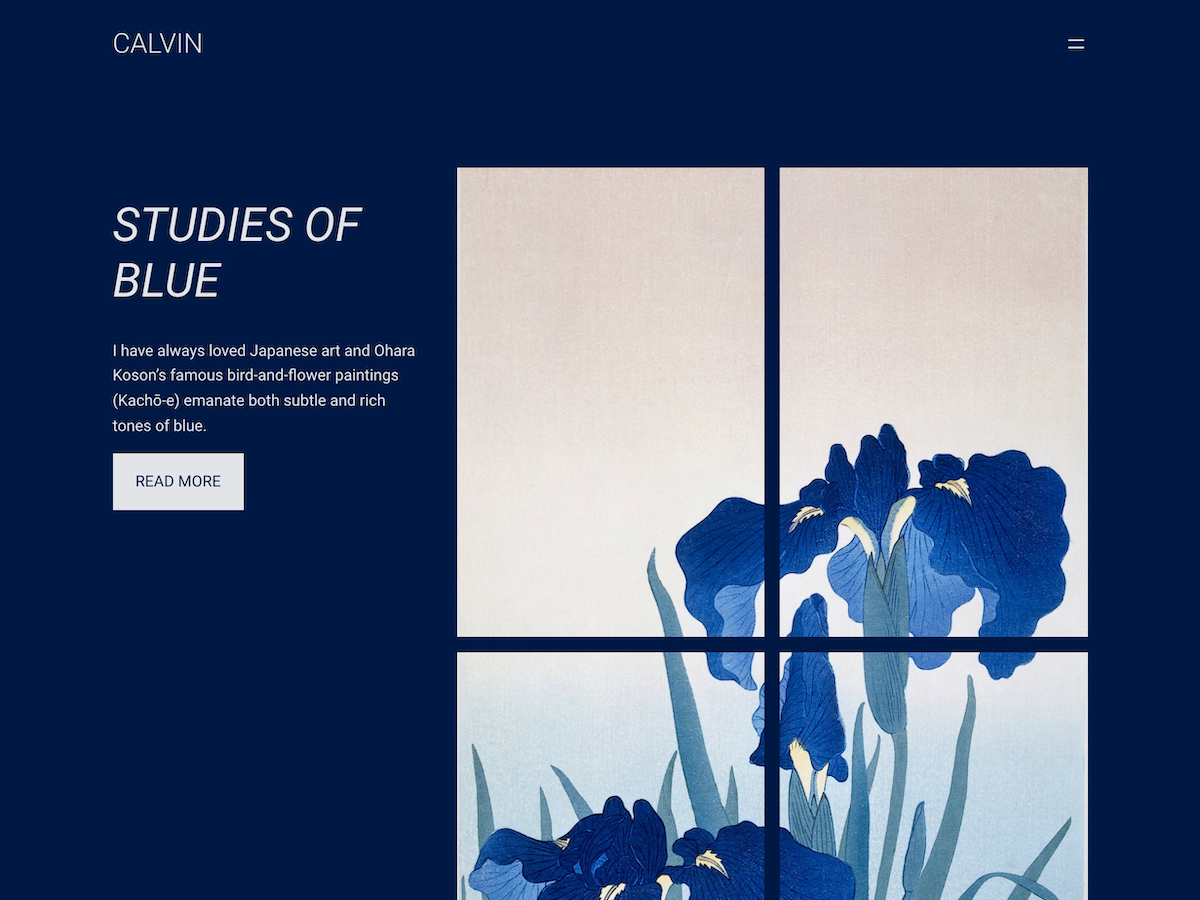 CALVIN
STUDIES OF
BLUE
I have always loved Japanese art and Ohara
Koson’s famous bird-and-flower paintings
(Kachō-e) emanate both subtle and rich
tones of blue.
READ MORE